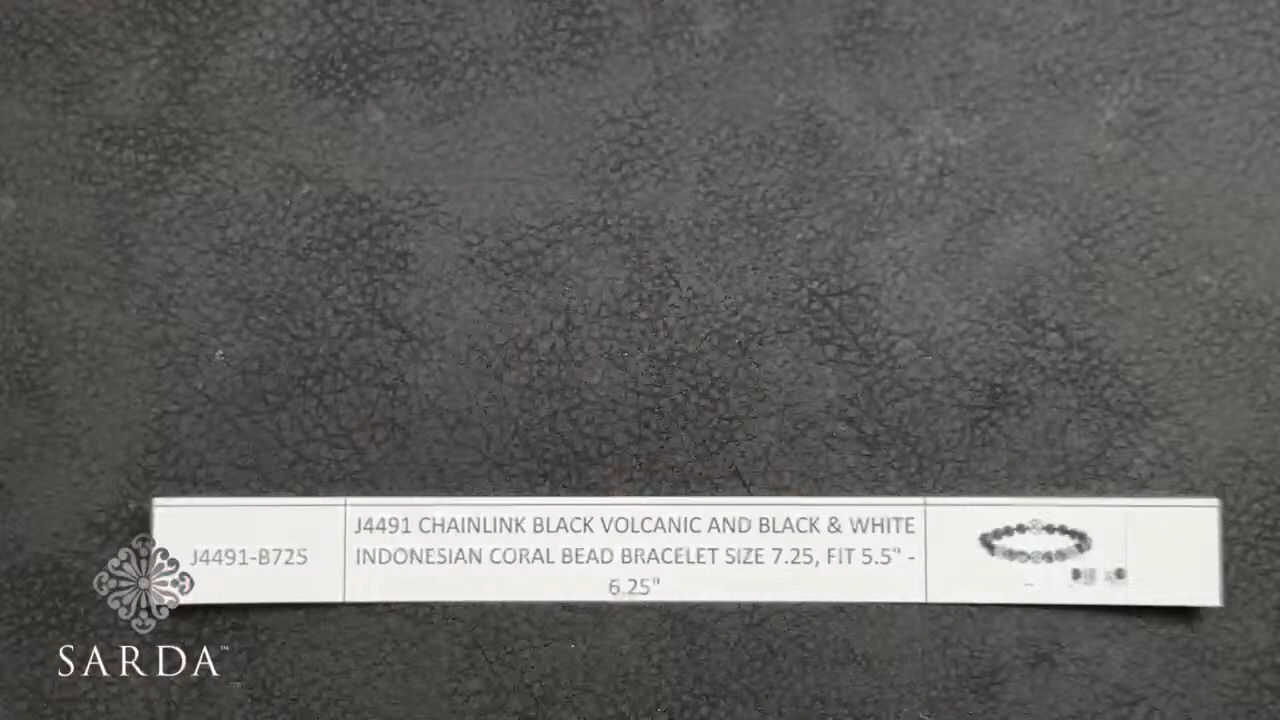 J4491-B725
J4491 CHAINLINK BLACK VOLCANIC AND BLACK & WHITE
INDONESIAN CORAL BEAD BRACELET SIZE 7.25, FIT 5.5" -
6.25"
SARDA™